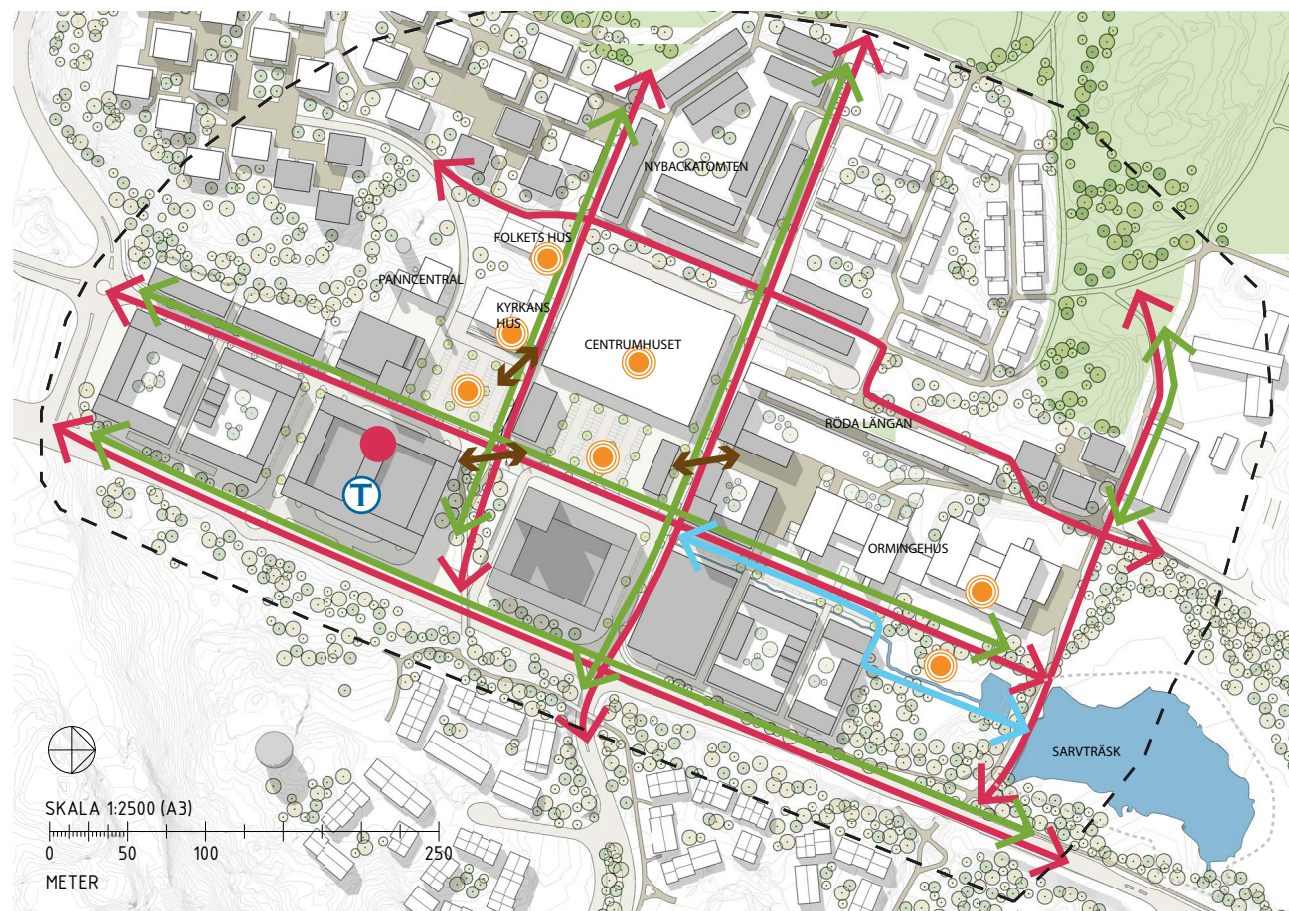 NYBACKATOMTEN
FOLKETS HUS
PANNCENTRAL
KYRKANS
HUS
CENTRUMHUSET
RÖDA LÄNGAN
T
ORMINGEHUS
SARVTRÄSK
SKALA 1:2500 (A3)
0 50 100 250
METER